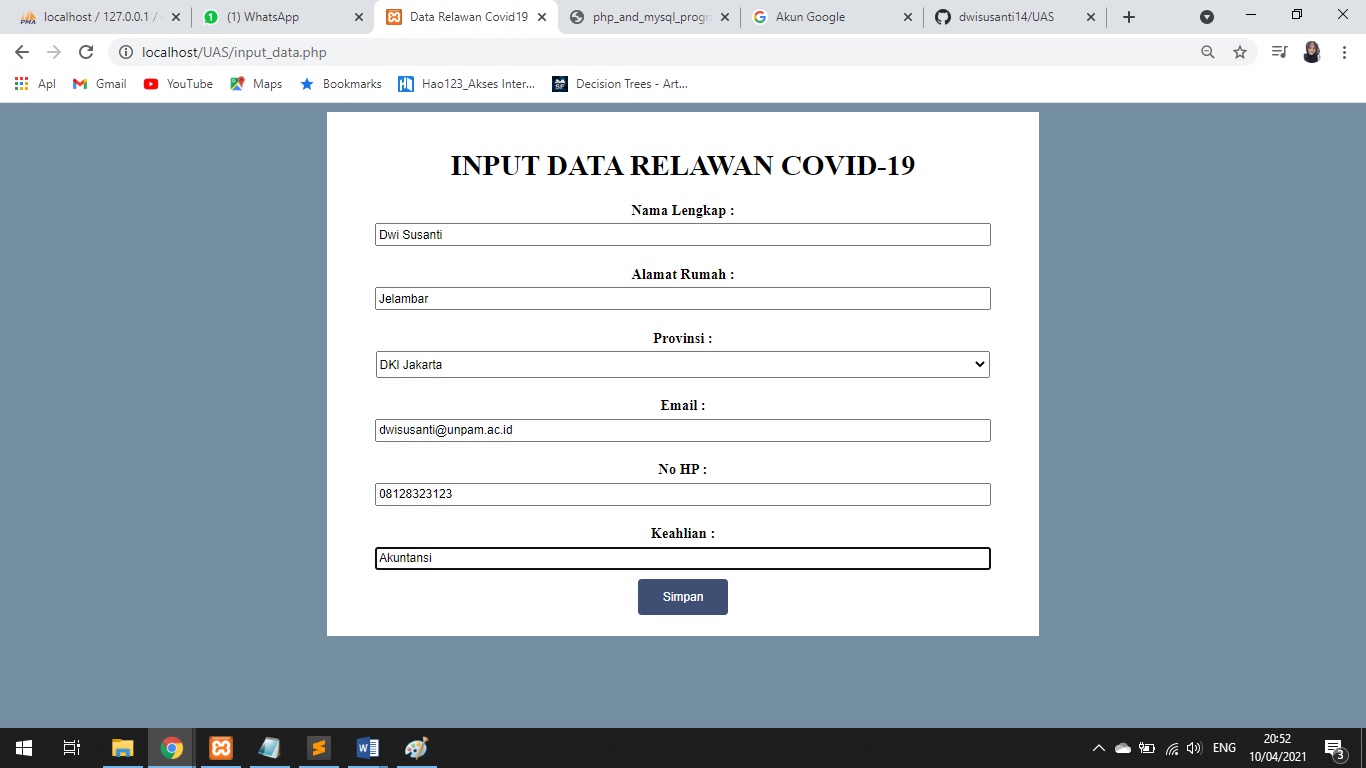 localhost / 127.0.0.1 /
(1) WhatsApp
Data Relawan Covid19
php_and_mysql_progr
Akun Google
dwisusanti14/UAS
localhost/UAS/input_data.php
Apl
Gmail
YouTube
Maps
Bookmarks
Hao123_Akses Inter...
Decision Trees - Art...
INPUT DATA RELAWAN COVID-19
Nama Lengkap :
Dwi Susanti
Alamat Rumah :
Jelambar
Provinsi :
DKI Jakarta
Email :
dwisusanti@unpam.ac.id
No HP :
08128323123
Keahlian :
Akuntansi
Simpan
ENG
20:52
10/04/2021
3